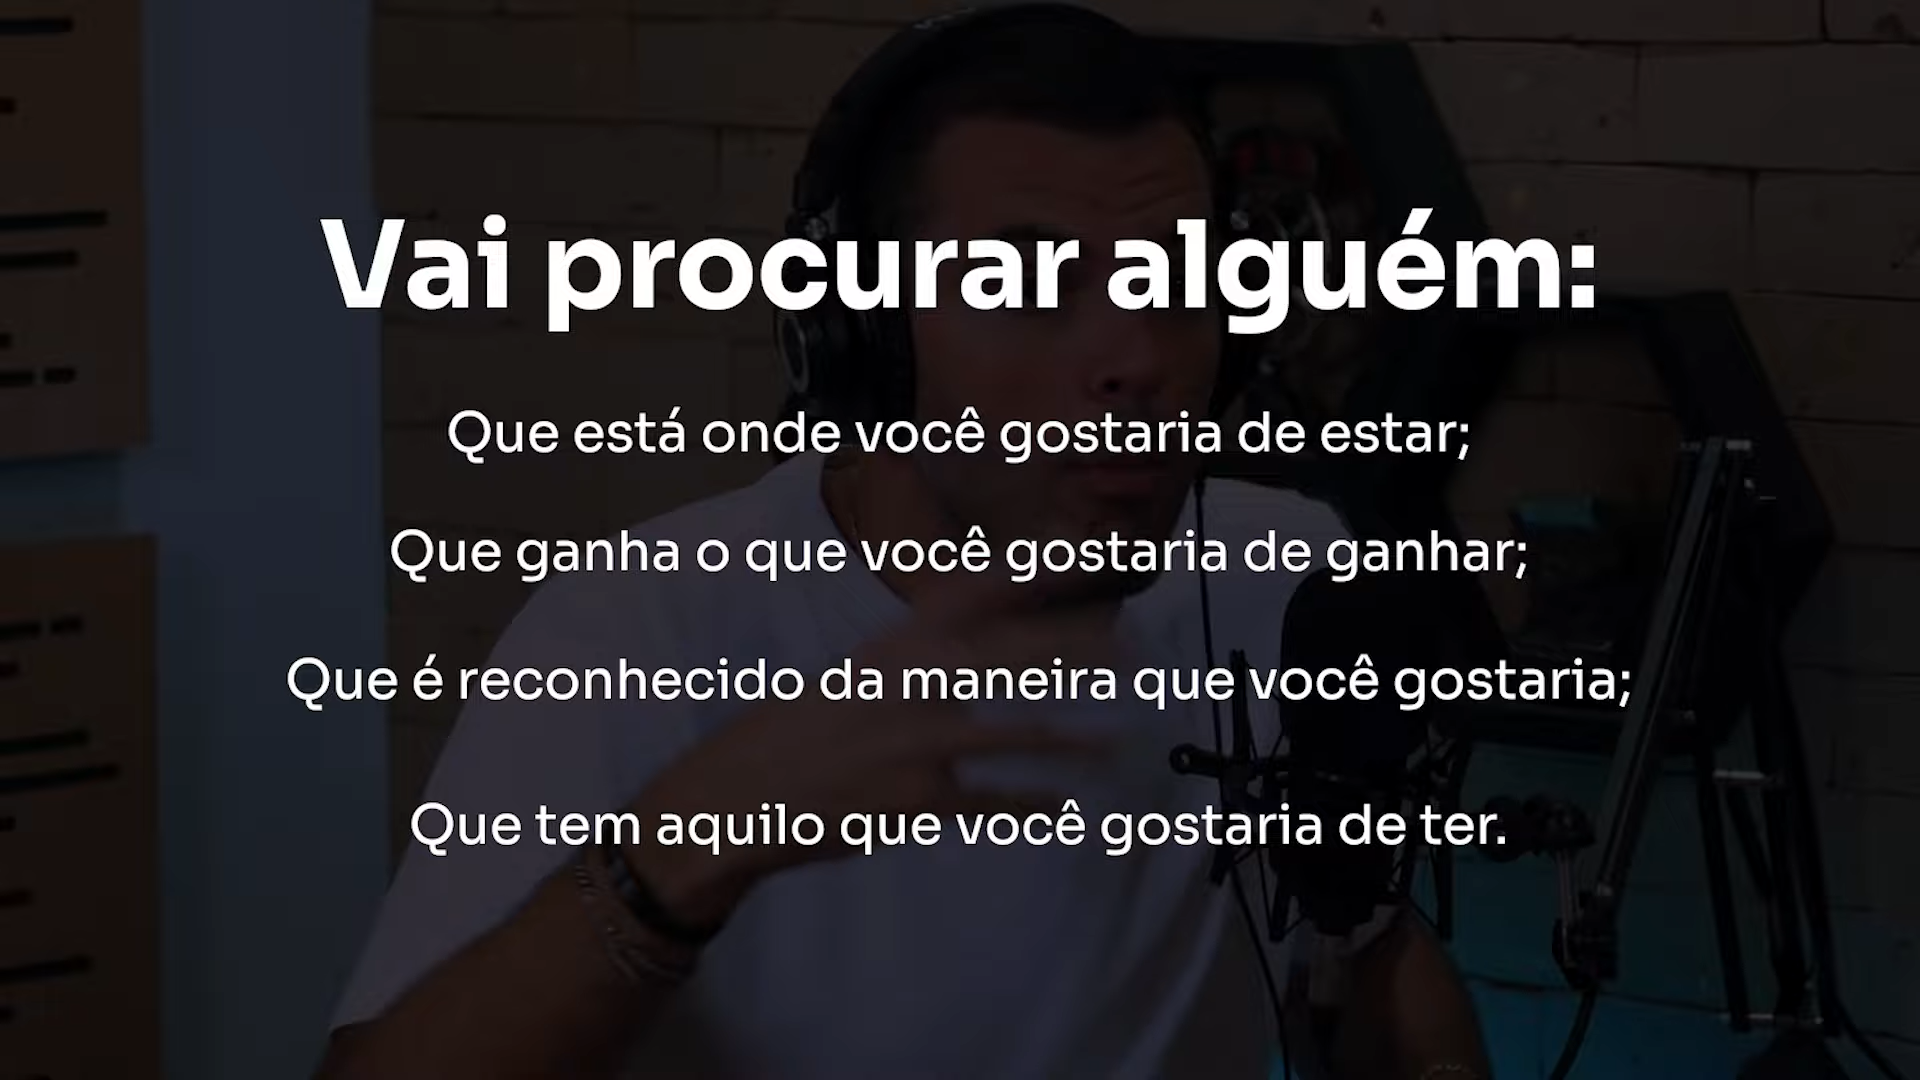 Vai procurar alguém:
Que está onde você gostaria de estar;
Que ganha o que você gostaria de ganhar;
Que é reconhecido da maneira que você gostaria;
Que tem aquilo que você gostaria de ter.